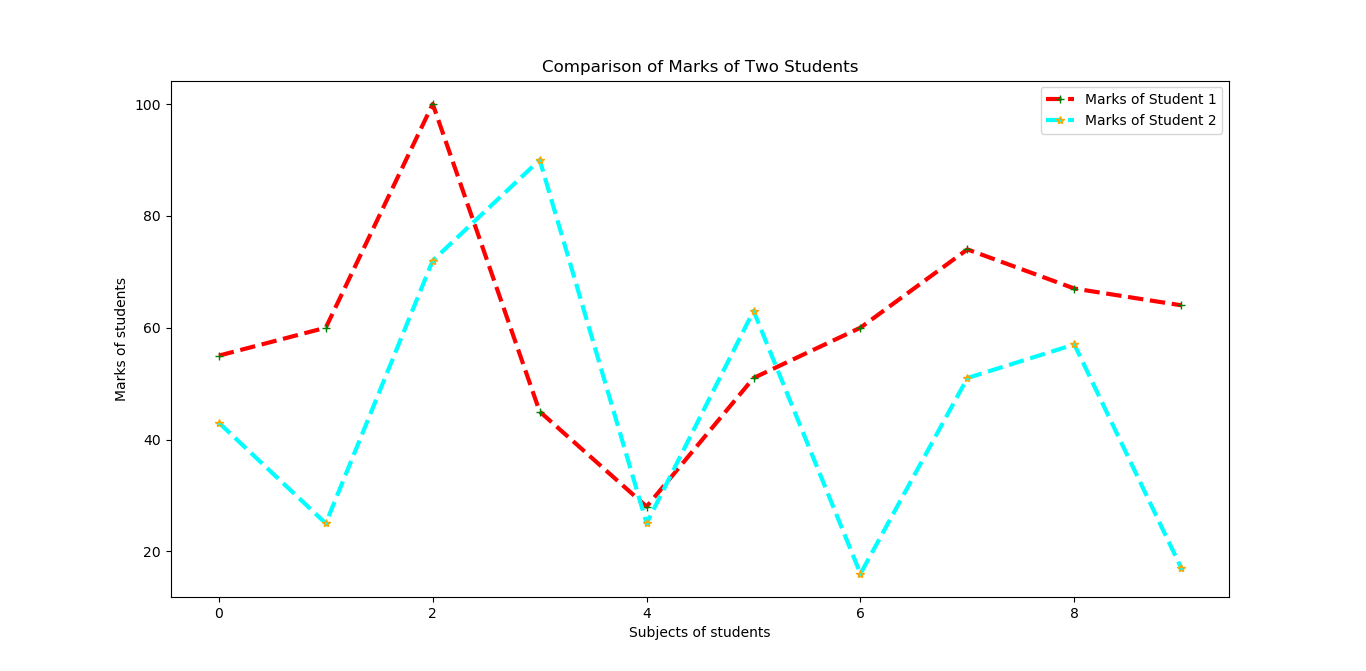 Comparison of Marks of Two Students
Marks of Student 1
Marks of Student 2
100
80
60
40
20
Marks of students
0 2 4 6 8
Subjects of students